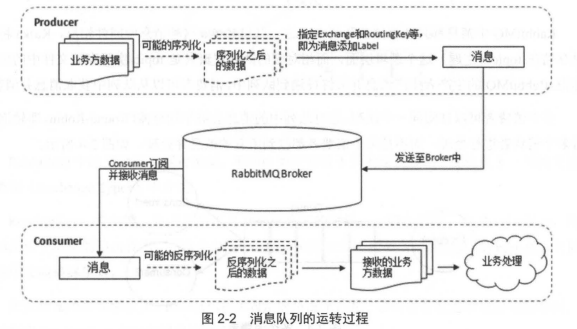 Producer
业务方数据
可能的序列化
序列化之后
的数据
指定Exchange和RoutingKey等,
即为消息添加Label
消息
Consumer订阅
并接收消息
RabbitMQ Broker
发送至Broker中
Consumer
消息
可能的反序列化
反序列化之
后的数据
接收的业务
方数据
业务处理
图 2-2 消息队列的运转过程